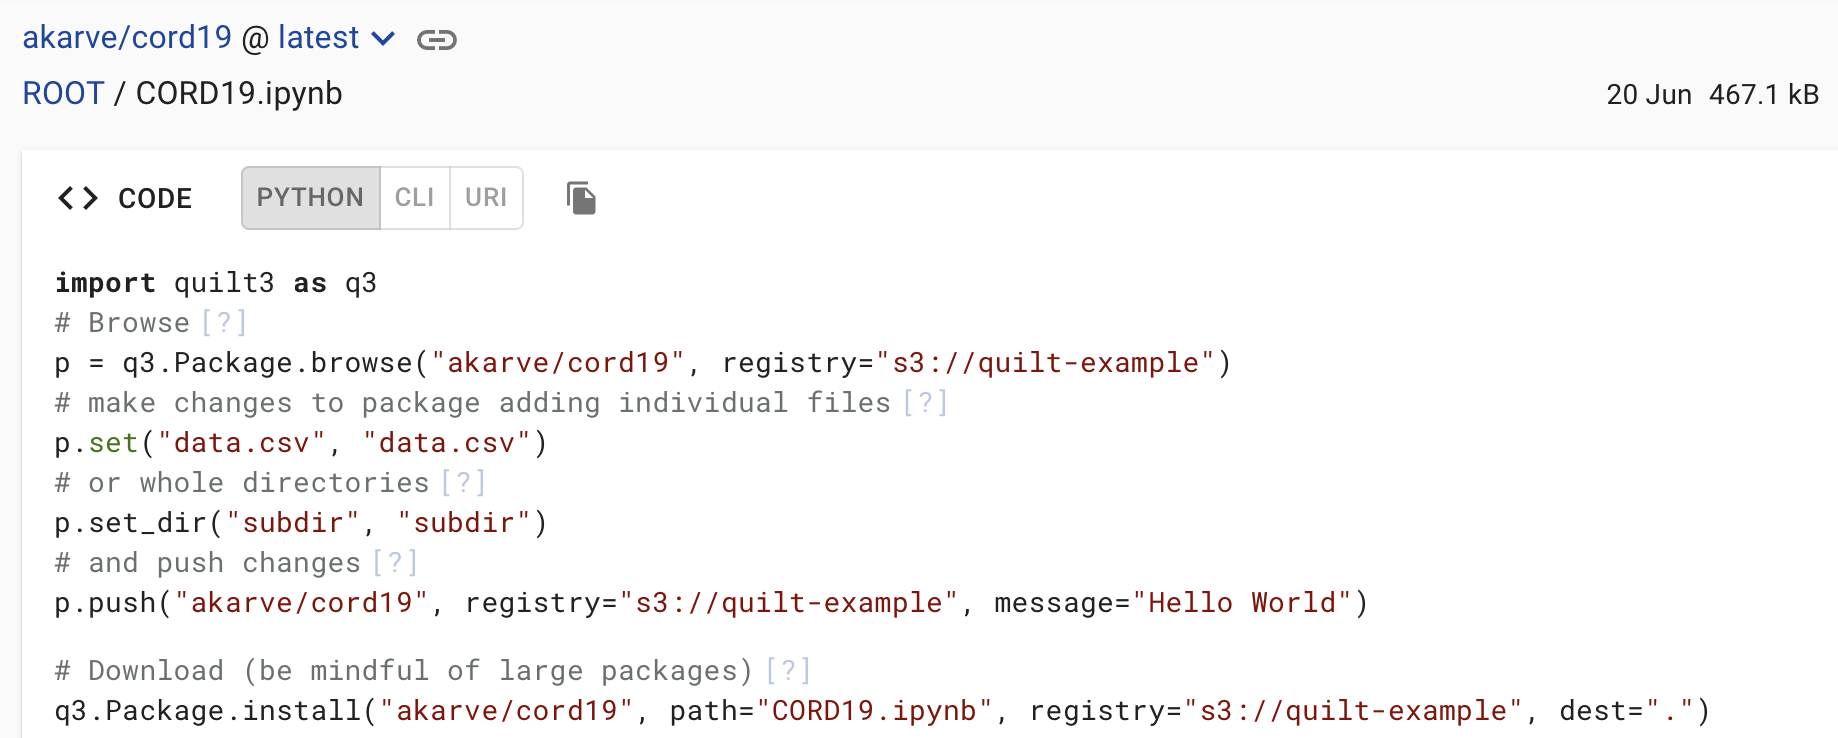 akarve/cord19 @ latest
ROOT / CORD19.ipynb
20 Jun 467.1 kB
<> CODE PYTHON CLI URI
import quilt3 as q3
# Browse [?]
p = q3.Package.browse("akarve/cord19", registry="s3://quilt-example")
# make changes to package adding individual files [?]
p.set("data.csv", "data.csv")
# or whole directories [?]
p.set_dir("subdir", "subdir")
# and push changes [?]
p.push("akarve/cord19", registry="s3://quilt-example", message="Hello World")
# Download (be mindful of large packages) [?]
q3.Package.install("akarve/cord19", path="CORD19.ipynb", registry="s3://quilt-example", dest=".")